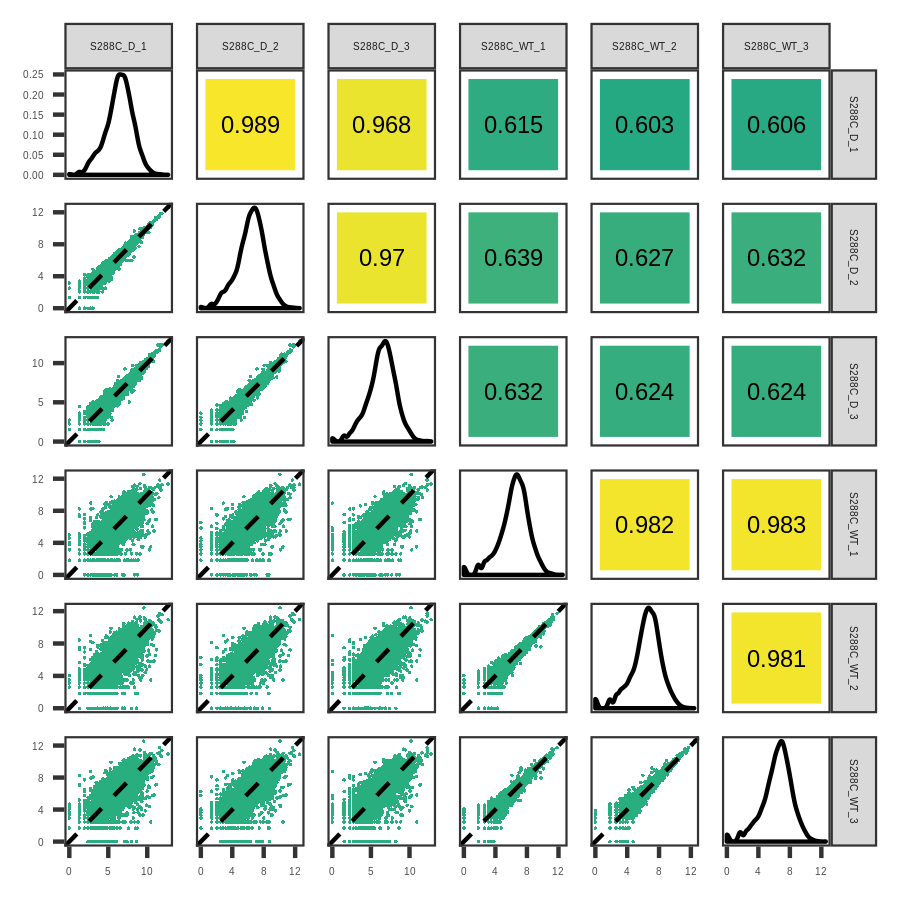 S288C_D_1 S288C_D_2 S288C_D_3 S288C_WT_1 S288C_WT_2 S288C_WT_3
0.25
0.20
0.15
0.10
0.05
0.00
0.989 0.968 0.615 0.603 0.606
S288C_D_1
12
8
4
0
0.97 0.639 0.627 0.632
S288C_D_2
10
5
0
0.632 0.624 0.624
S288C_D_3
12
8
4
0
0.982 0.983
S288C_WT_1
12
8
4
0
0.981
S288C_WT_2
12
8
4
0
S288C_WT_3
0 5 10 0 4 8 12 0 5 10 0 4 8 12 0 4 8 12 0 4 8 12